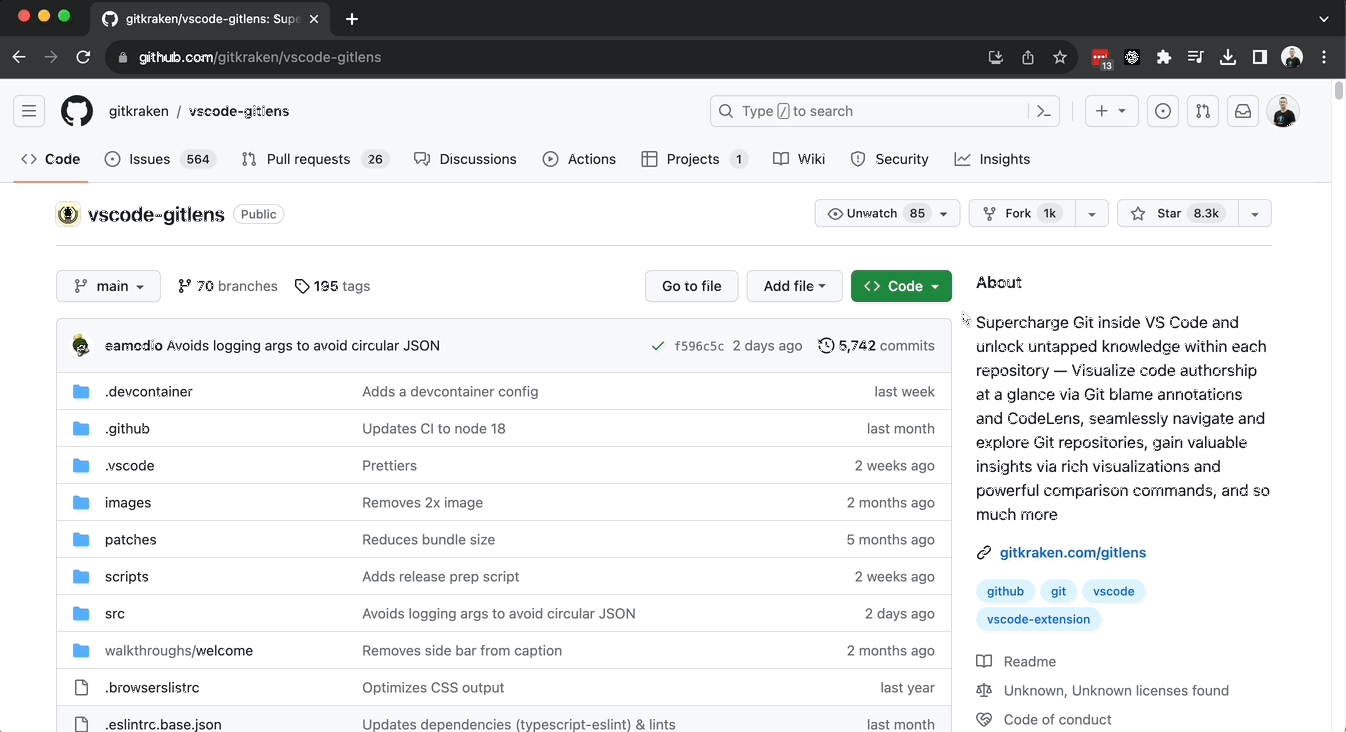 gitkraken/vscode-gitlens: Supe
github.com/gitkraken/vscode-gitlens
13
gitkraken / vscode-gitlens
Type / to search
Code
Issues 564
Pull requests 26
Discussions
Actions
Projects 1
Wiki
Security
Insights
vscode-gitlens Public
Unwatch 85
Fork 1k
Star 8.3k
main
70 branches
195 tags
Go to file
Add file
Code
eamodio Avoids logging args to avoid circular JSON
f596c5c 2 days ago
5,742 commits
.devcontainer Adds a devcontainer config last week
.github Updates CI to node 18 last month
.vscode Prettiers 2 weeks ago
images Removes 2x image 2 months ago
patches Reduces bundle size 5 months ago
scripts Adds release prep script 2 weeks ago
src Avoids logging args to avoid circular JSON 2 days ago
walkthroughs/welcome Removes side bar from caption 2 months ago
.browserslistrc Optimizes CSS output last year
.eslintrc.base.json Updates dependencies (typescript-eslint) & lints last month
About
Supercharge Git inside VS Code and
unlock untapped knowledge within each
repository — Visualize code authorship
at a glance via Git blame annotations
and CodeLens, seamlessly navigate and
explore Git repositories, gain valuable
insights via rich visualizations and
powerful comparison commands, and so
much more
gitkraken.com/gitlens
github git vscode
vscode-extension
Readme
Unknown, Unknown licenses found
Code of conduct